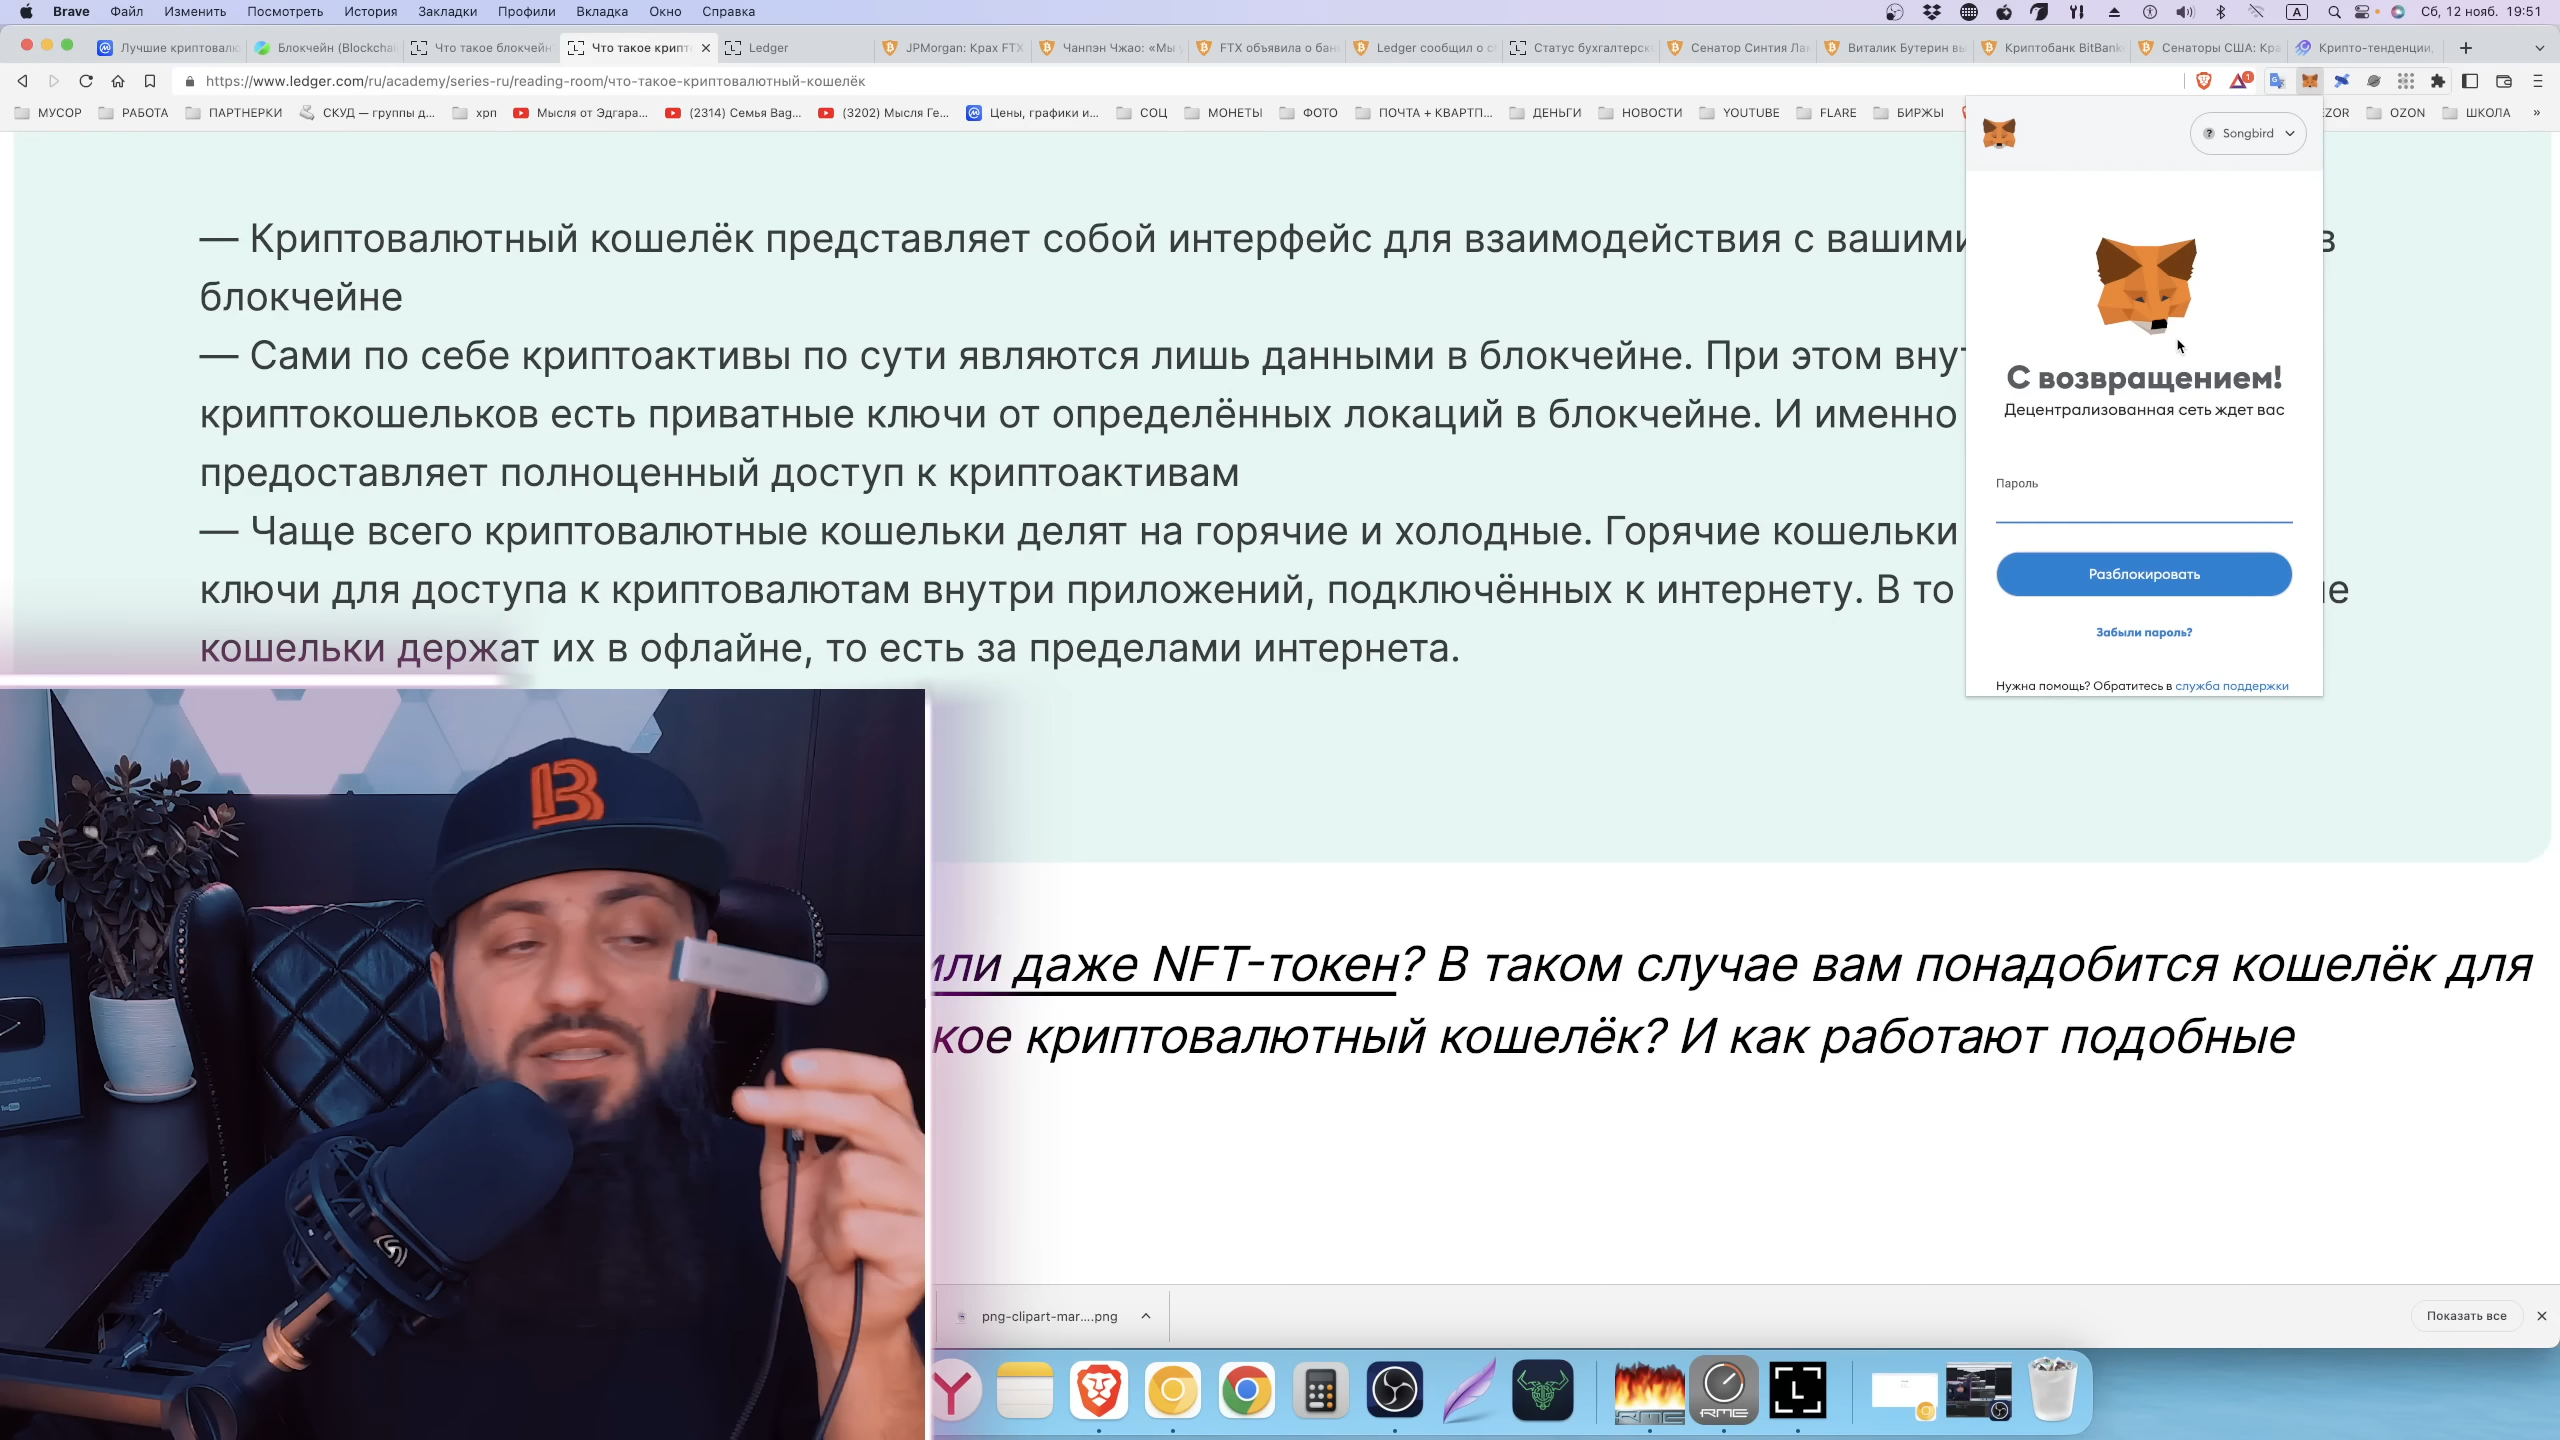 Brave Файл Изменить Посмотреть История Закладки Профили Вкладка Окно Справка A Сб, 12 нояб. 19:51
Лучшие криптовал Блокчейн (Blockchai Что такое блокчейн Что такое крипт Ledger JPMorgan: Крах FTX Чанпэн Чжао: «Мы FTX объявила о бан Ledger сообщил о с Статус бухгалтерск Сенатор Синтия Ла Виталик Бутерин вы Криптобанк BitBank Сенаторы США: Кра Крипто-тенденции,
https://www.ledger.com/ru/academy/series-ru/reading-room/что-такое-криптовалютный-кошелёк 1
МУСОР РАБОТА ПАРТНЕРКИ СКУД — группы д... хрп Мысля от Эдгара... (2314) Семья Bag... (3202) Мысля Ге... Цены, графики и... СОЦ МОНЕТЫ ФОТО ПОЧТА + КВАРТП... ДЕНЬГИ НОВОСТИ YOUTUBE FLARE БИРЖЫ ZOR OZON ШКОЛА »
Songbird
— Криптовалютный кошелёк представляет собой интерфейс для взаимодействия с вашими в
блокчейне
— Сами по себе криптоактивы по сути являются лишь данными в блокчейне. При этом вну
криптокошельков есть приватные ключи от определённых локаций в блокчейне. И именно
предоставляет полноценный доступ к криптоактивам
— Чаще всего криптовалютные кошельки делят на горячие и холодные. Горячие кошельки
ключи для доступа к криптовалютам внутри приложений, подключённых к интернету. В то е
кошельки держат их в офлайне, то есть за пределами интернета.
С возвращением!
Децентрализованная сеть ждет вас
Пароль
Разблокировать
Забыли пароль?
Нужна помощь? Обратитесь в служба поддержки
или даже NFT-токен? В таком случае вам понадобится кошелёк для
кое криптовалютный кошелёк? И как работают подобные
B
png-clipart-mar....png
Показать все
RME
RME
L